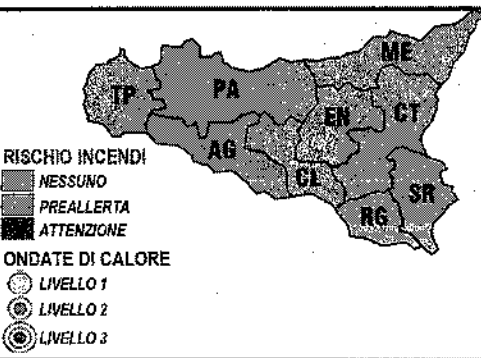 ME
PA
TP
EN
CT
AG
CL
SR
RG
RISCHIO INCENDI
NESSUNO
PREALLERTA
ATTENZIONE
ONDATE DI CALORE
LIVELLO 1
LIVELLO 2
LIVELLO 3